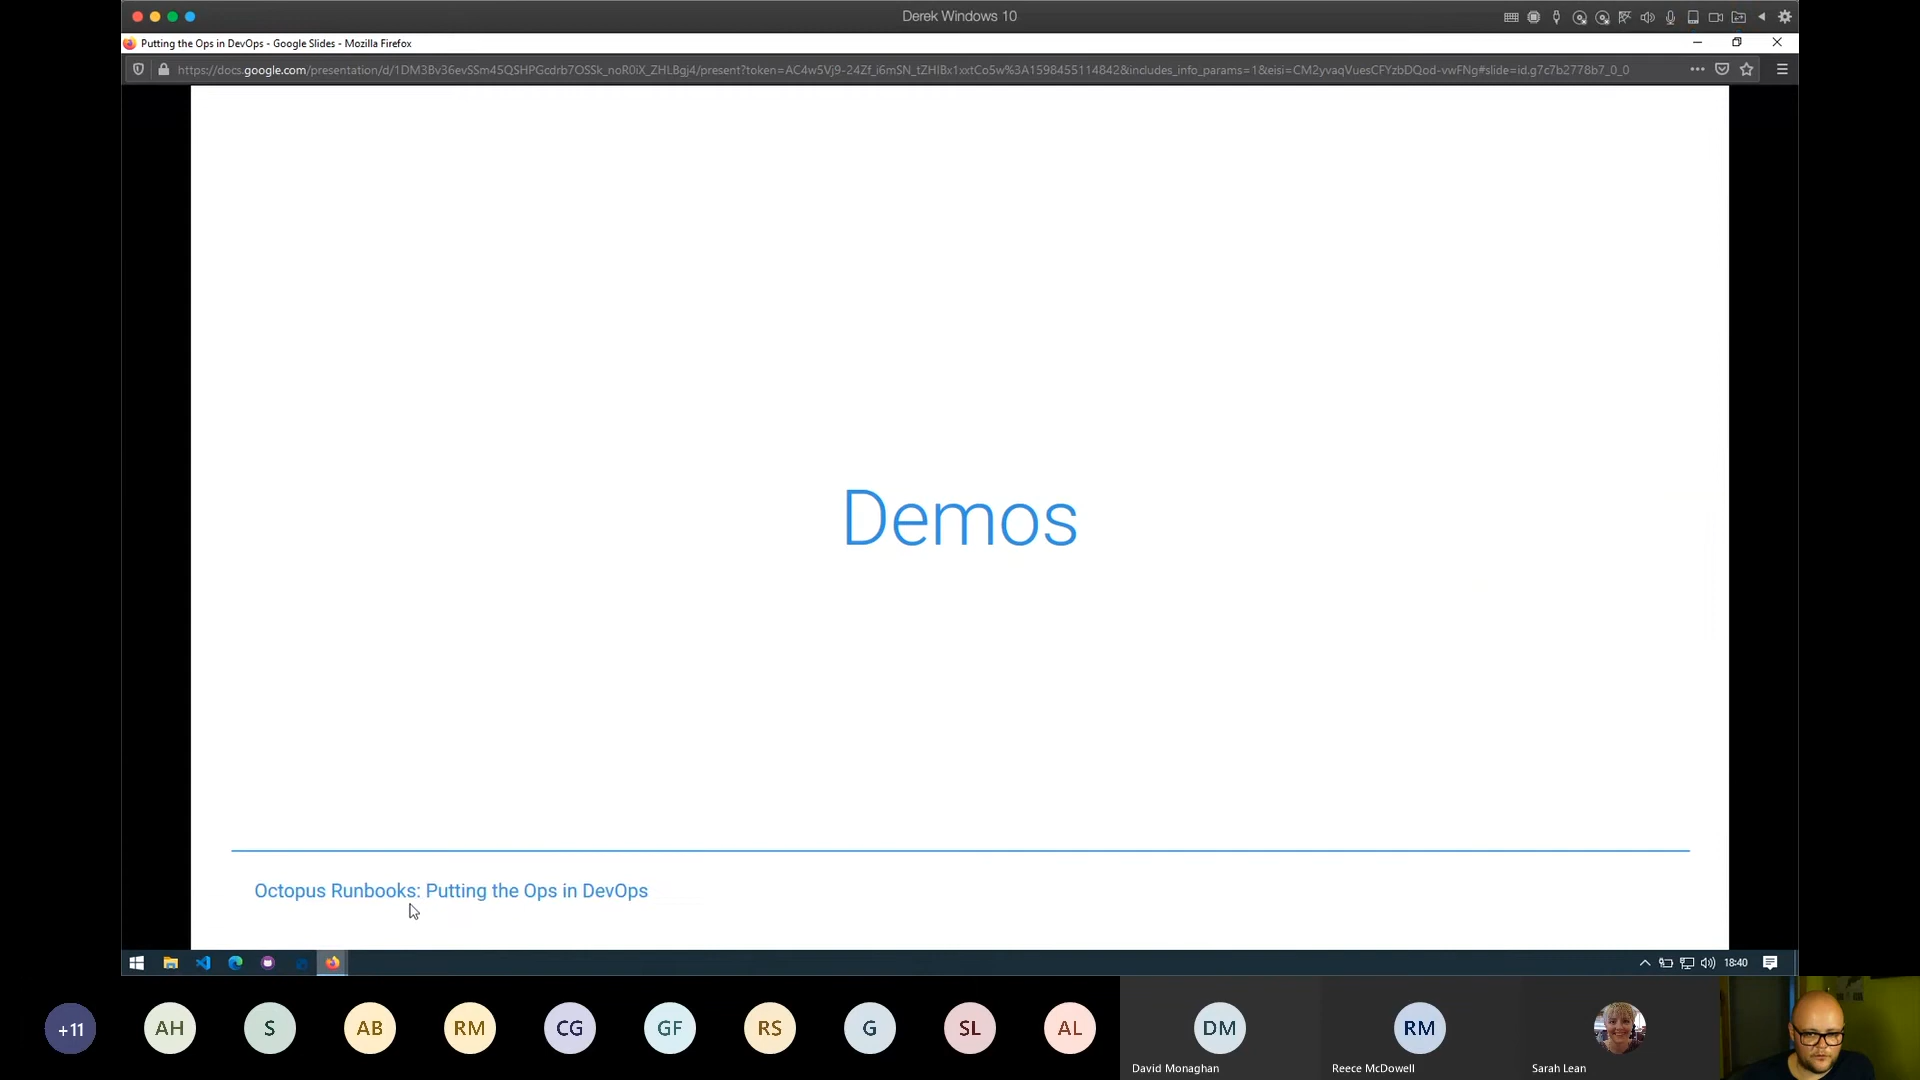 Derek Windows 10
Putting the Ops in DevOps - Google Slides - Mozilla Firefox
Demos
Octopus Runbooks: Putting the Ops in DevOps
18:40
+11
AH
S
AB
RM
CG
GF
RS
G
SL
AL
DM
RM
David Monaghan
Reece McDowell
Sarah Lean